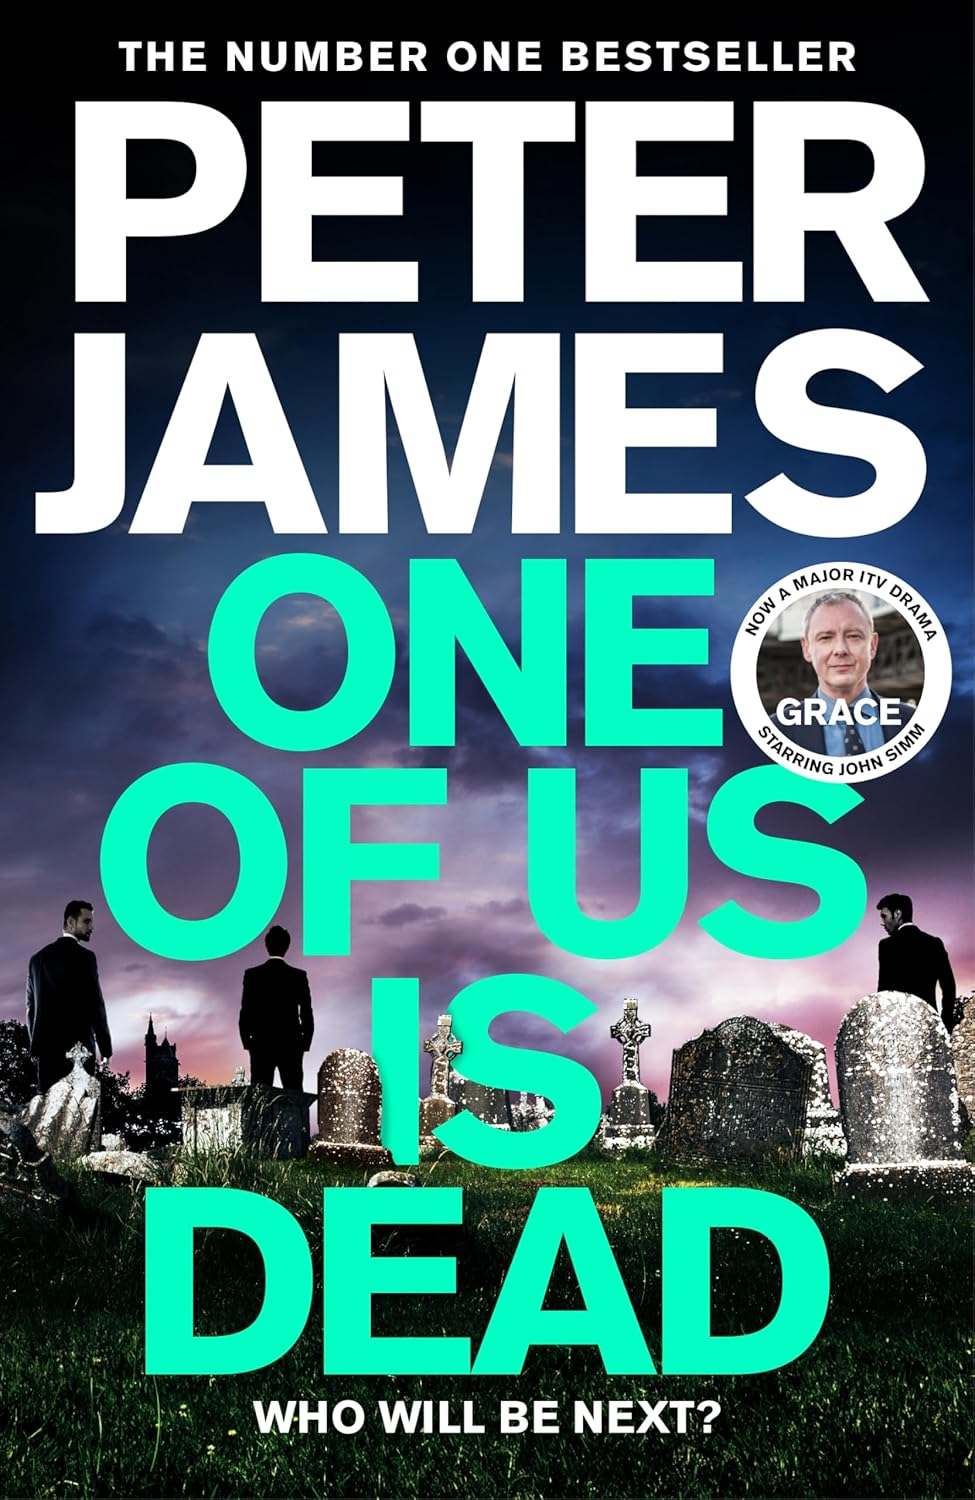 THE NUMBER ONE BESTSELLER
PETER
JAMES
ONE
NOW A MAJOR ITV DRAMA
GRACE
STARRING JOHN SIMM
OF US
IS
DEAD
WHO WILL BE NEXT?